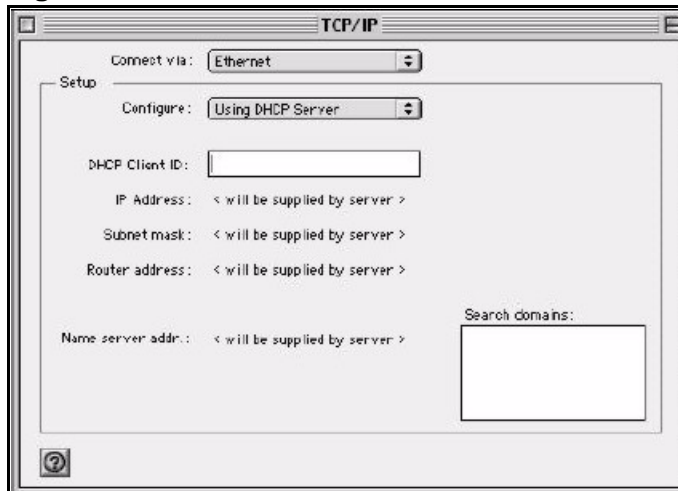 TCP/IP
Connect via: Ethernet
Setup
Configure: Using DHCP Server
DHCP Client ID:
IP Address: < will be supplied by server >
Subnet mask: < will be supplied by server >
Router address: < will be supplied by server >
Search domains:
Name server addr.: < will be supplied by server >
?